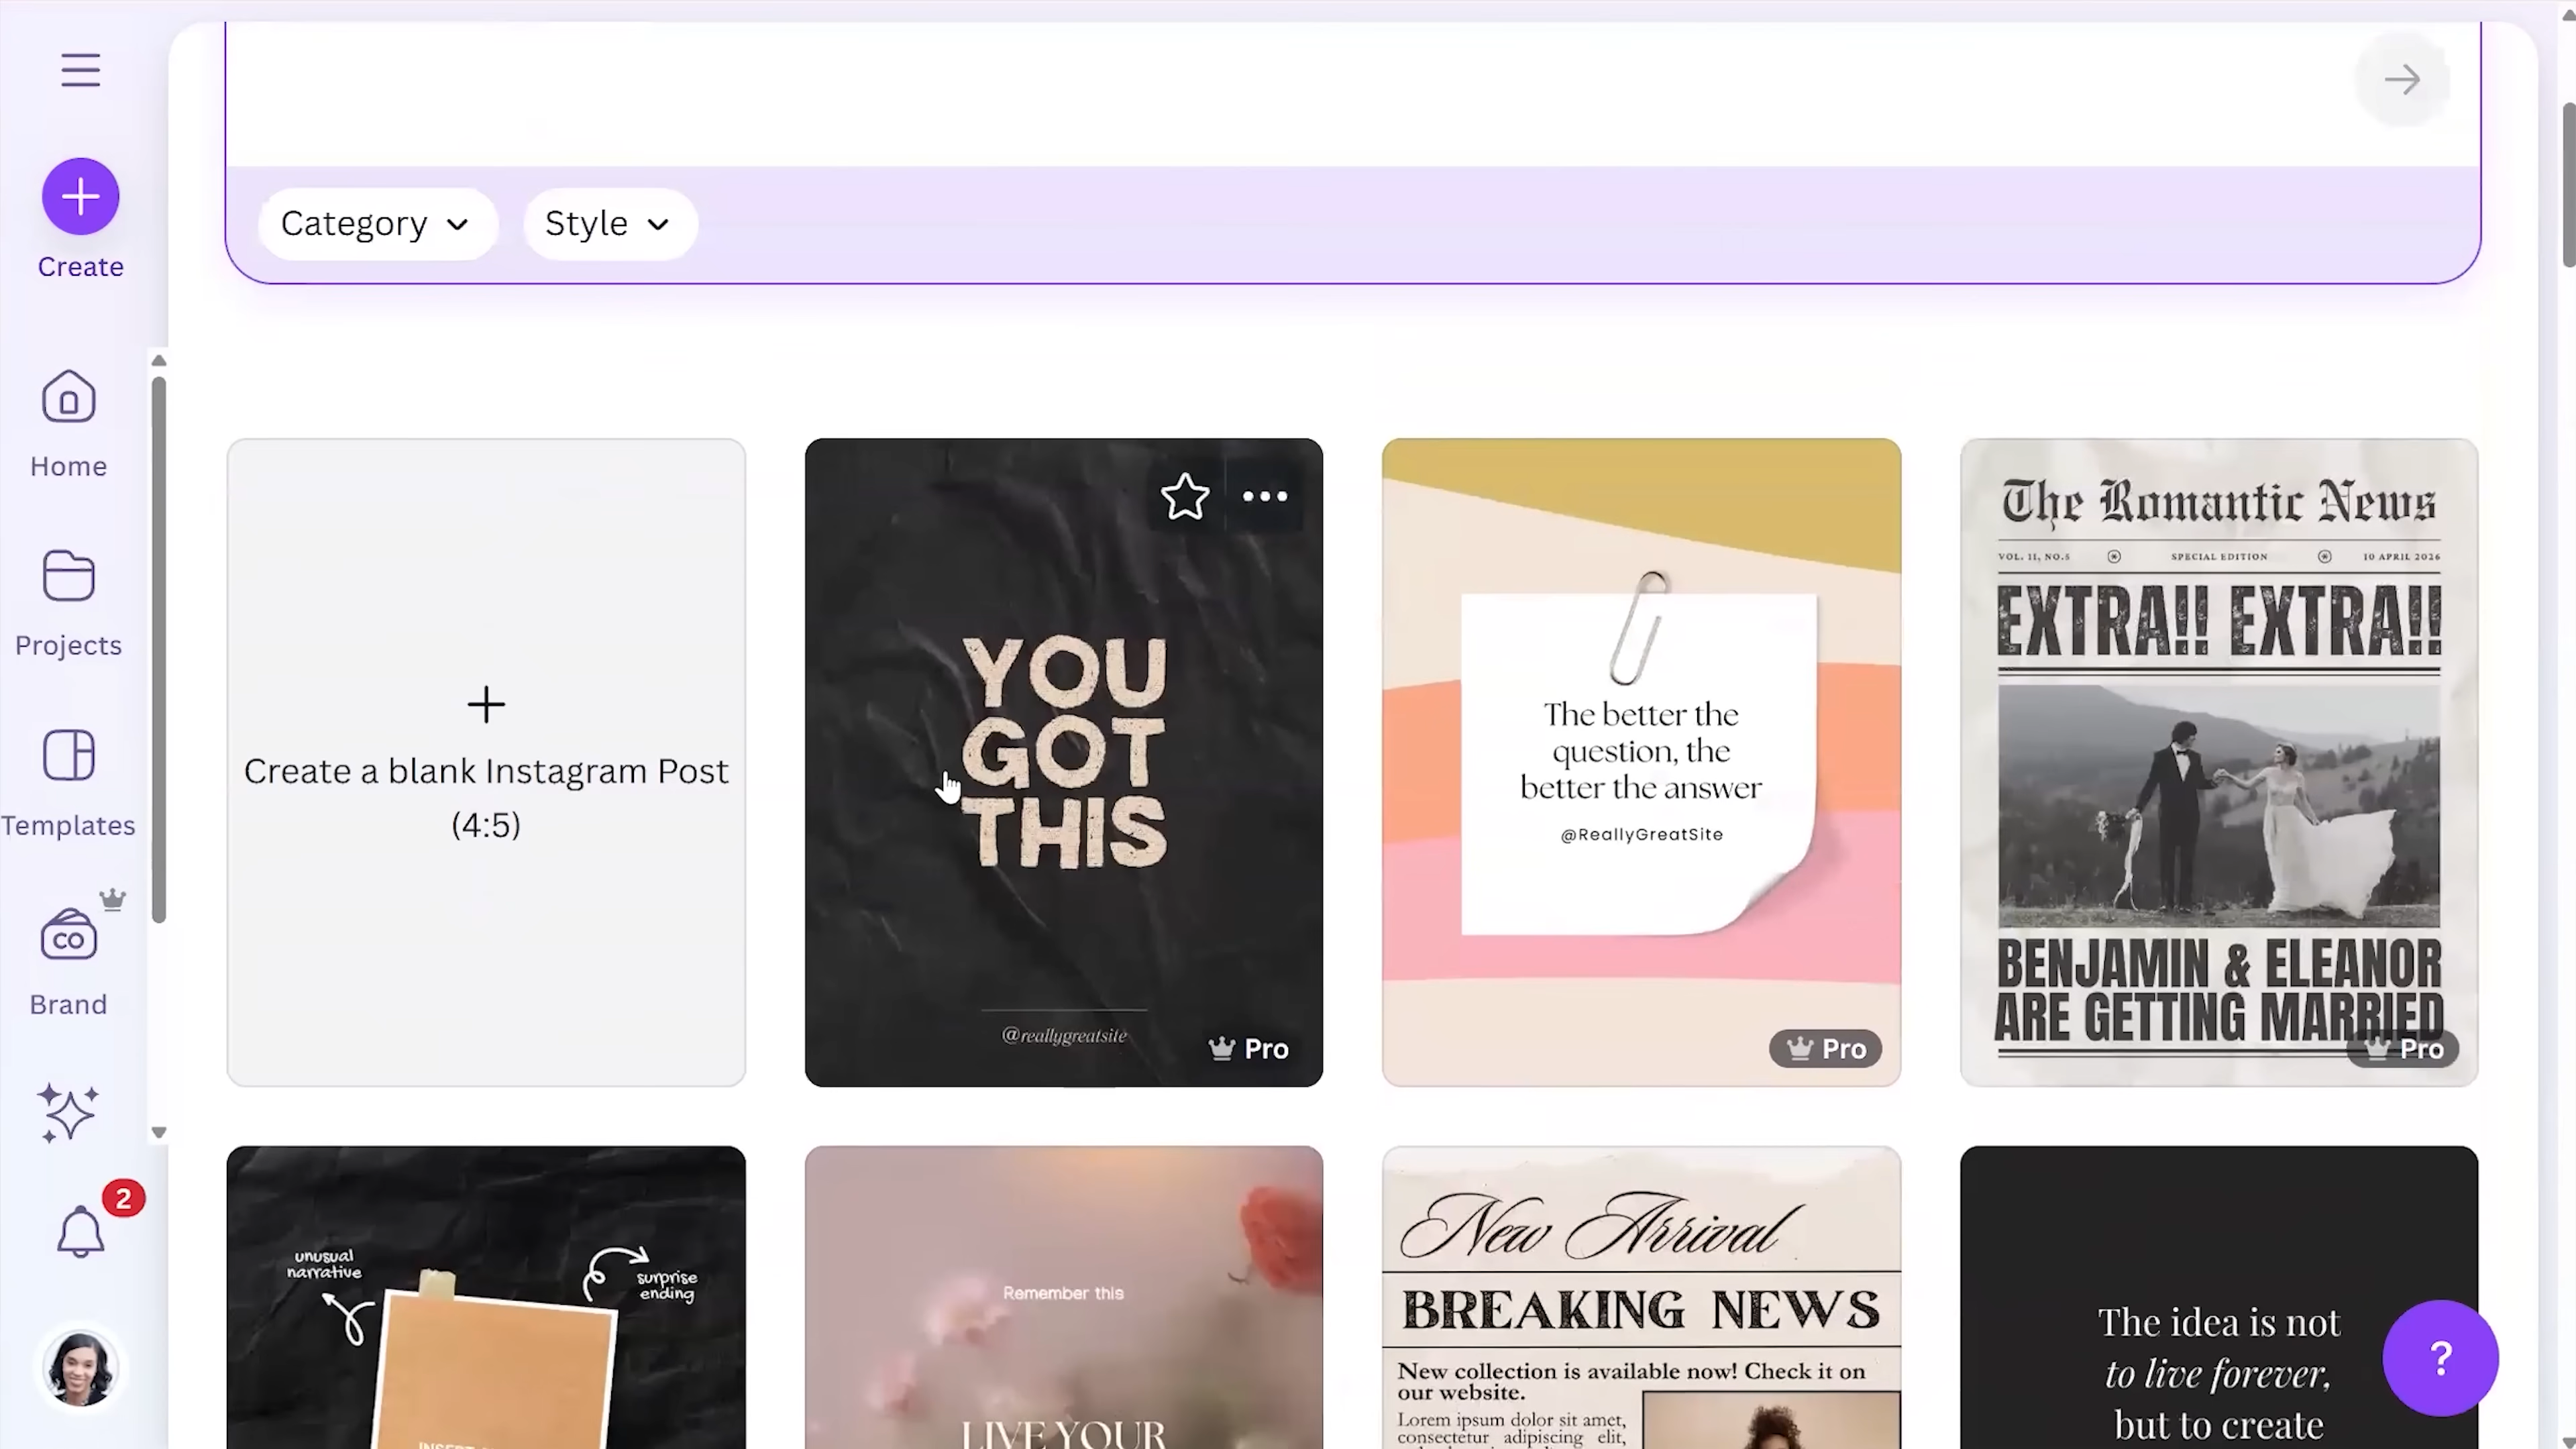 Create
Home
Projects
Templates
CO
Brand
2
Category
Style
Create a blank Instagram Post
(4:5)
YOU
GOT
THIS
@reallygreatsite
Pro
The better the
question, the
better the answer
@ReallyGreatSite
Pro
The Romantic News
VOL. 11, NO.5
SPECIAL EDITION
10 APRIL 2026
EXTRA!! EXTRA!!
BENJAMIN & ELEANOR
ARE GETTING MARRIED
Pro
unusual
narrative
surprise
ending
Remember this
LIVE YOUR
New Arrival
BREAKING NEWS
New collection is available now! Check it on
our website.
Lorem ipsum dolor sit amet,
consectetur adipiscing elit,
The idea is not
to live forever,
but to create
?